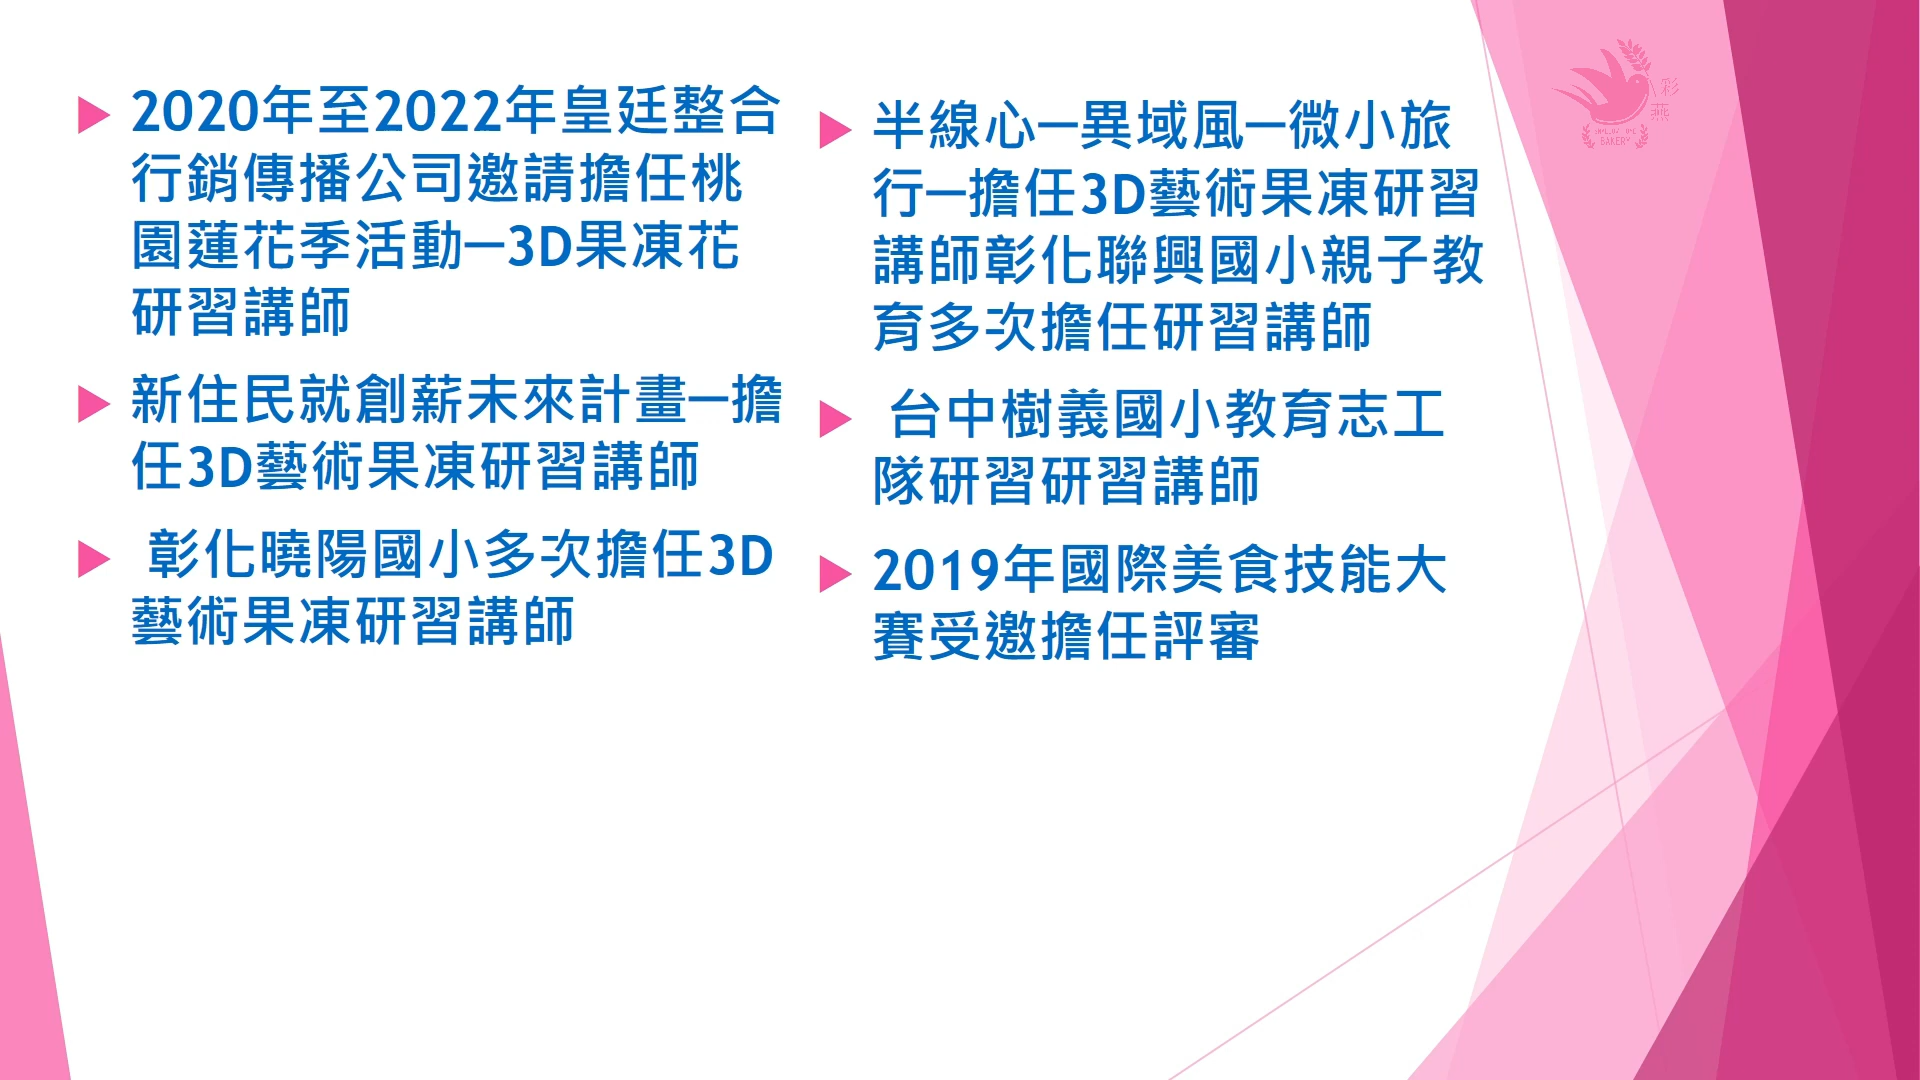 2020年至2022年皇廷整合
行銷傳播公司邀請擔任桃
園蓮花季活動—3D果凍花
研習講師
新住民就創薪未來計畫—擔
任3D藝術果凍研習講師
彰化曉陽國小多次擔任3D
藝術果凍研習講師
半線心—異域風—微小旅
行—擔任3D藝術果凍研習
講師彰化聯興國小親子教
育多次擔任研習講師
台中樹義國小教育志工
隊研習研習講師
2019年國際美食技能大
賽受邀擔任評審
彩
燕
BAKERY